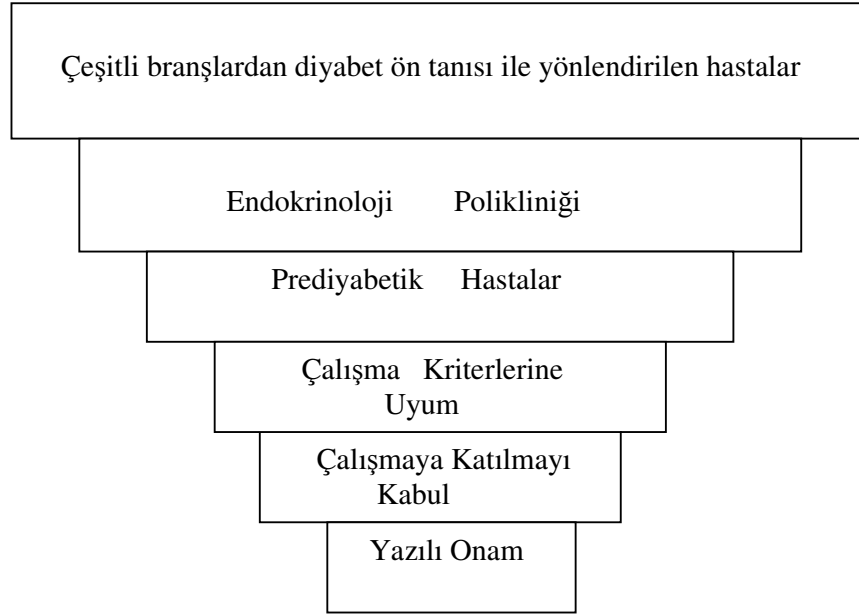 Çeşitli branşlardan diyabet ön tanısı ile yönlendirilen hastalar
Endokrinoloji Polikliniği
Prediyabetik Hastalar
Çalışma Kriterlerine
Uyum
Çalışmaya Katılmayı
Kabul
Yazılı Onam